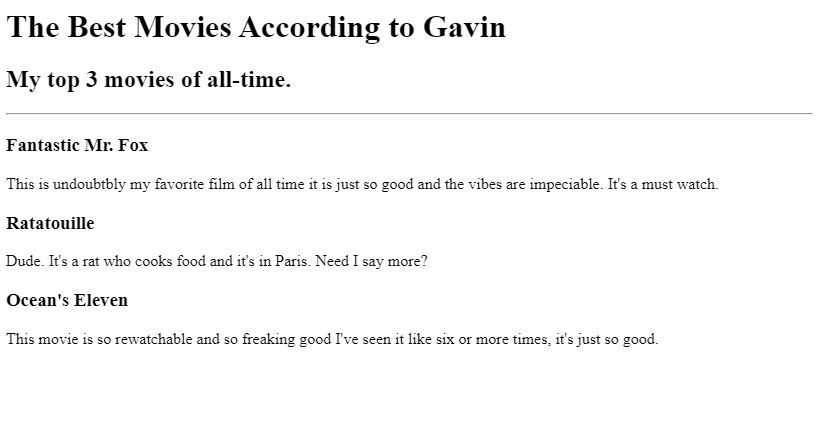 The Best Movies According to Gavin
My top 3 movies of all-time.
Fantastic Mr. Fox
This is undoubtbly my favorite film of all time it is just so good and the vibes are impeciable. It's a must watch.
Ratatouille
Dude. It's a rat who cooks food and it's in Paris. Need I say more?
Ocean's Eleven
This movie is so rewatchable and so freaking good I've seen it like six or more times, it's just so good.